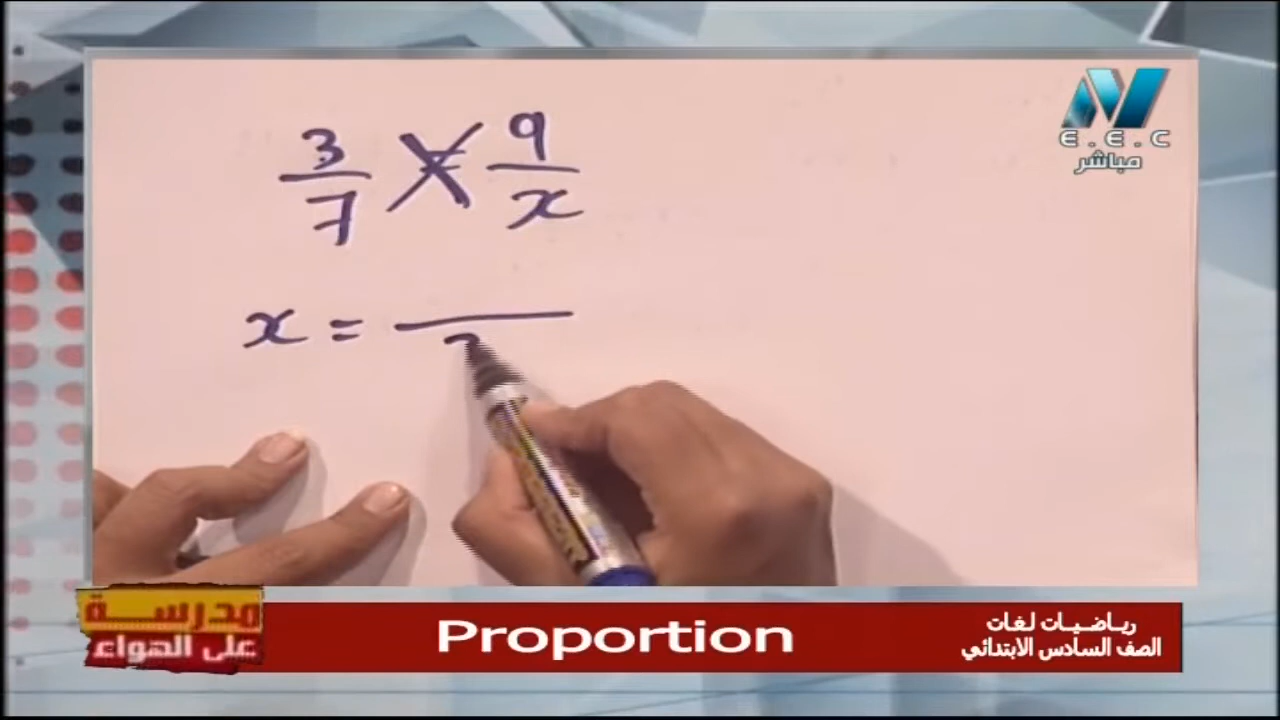 3/7 = 9/x
x =
E.E.C
مباشر
مدرسة
على الهواء
Proportion
رياضيات لغات
الصف السادس الابتدائي